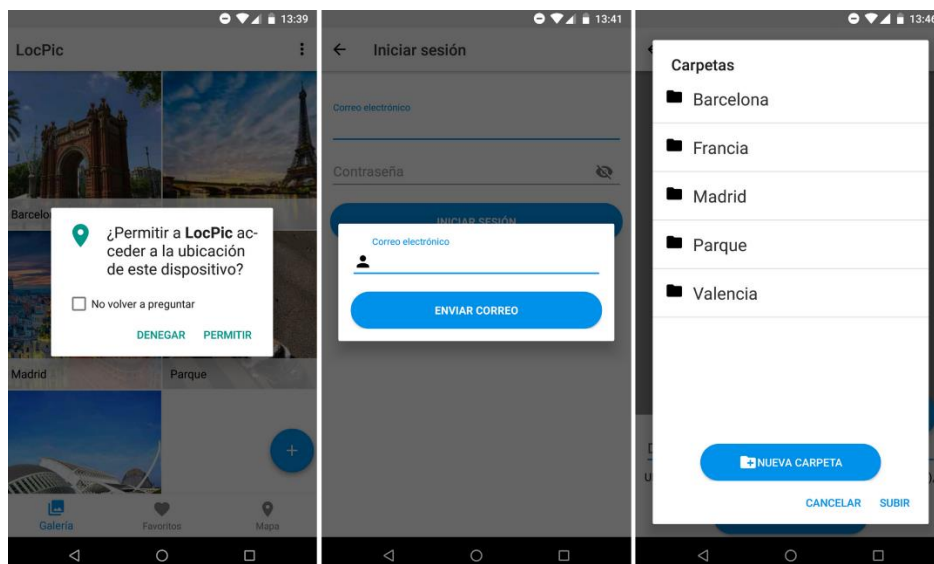 13:39
LocPic
Barcelo
¿Permitir a LocPic ac-
ceder a la ubicación
de este dispositivo?
No volver a preguntar
DENEGAR PERMITIR
Madrid Parque
Galería Favoritos Mapa
13:41
Iniciar sesión
Correo electrónico
Contraseña
INICIAR SESIÓN
Correo electrónico
ENVIAR CORREO
13:46
Carpetas
Barcelona
Francia
Madrid
Parque
Valencia
NUEVA CARPETA
CANCELAR SUBIR